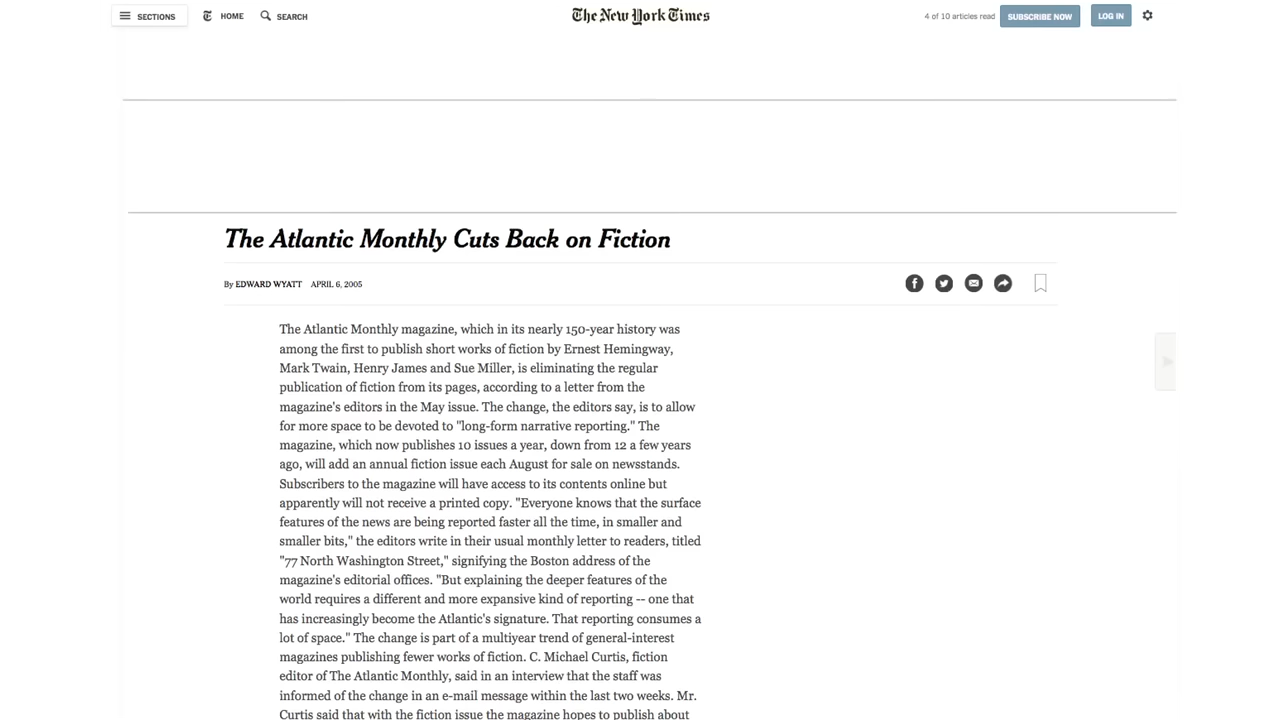 SECTIONS HOME SEARCH The New York Times 4 of 10 articles read SUBSCRIBE NOW LOG IN
The Atlantic Monthly Cuts Back on Fiction
By EDWARD WYATT APRIL 6, 2005
The Atlantic Monthly magazine, which in its nearly 150-year history was
among the first to publish short works of fiction by Ernest Hemingway,
Mark Twain, Henry James and Sue Miller, is eliminating the regular
publication of fiction from its pages, according to a letter from the
magazine's editors in the May issue. The change, the editors say, is to allow
for more space to be devoted to "long-form narrative reporting." The
magazine, which now publishes 10 issues a year, down from 12 a few years
ago, will add an annual fiction issue each August for sale on newsstands.
Subscribers to the magazine will have access to its contents online but
apparently will not receive a printed copy. "Everyone knows that the surface
features of the news are being reported faster all the time, in smaller and
smaller bits," the editors write in their usual monthly letter to readers, titled
"77 North Washington Street," signifying the Boston address of the
magazine's editorial offices. "But explaining the deeper features of the
world requires a different and more expansive kind of reporting -- one that
has increasingly become the Atlantic's signature. That reporting consumes a
lot of space." The change is part of a multiyear trend of general-interest
magazines publishing fewer works of fiction. C. Michael Curtis, fiction
editor of The Atlantic Monthly, said in an interview that the staff was
informed of the change in an e-mail message within the last two weeks. Mr.
Curtis said that with the fiction issue the magazine hopes to publish about